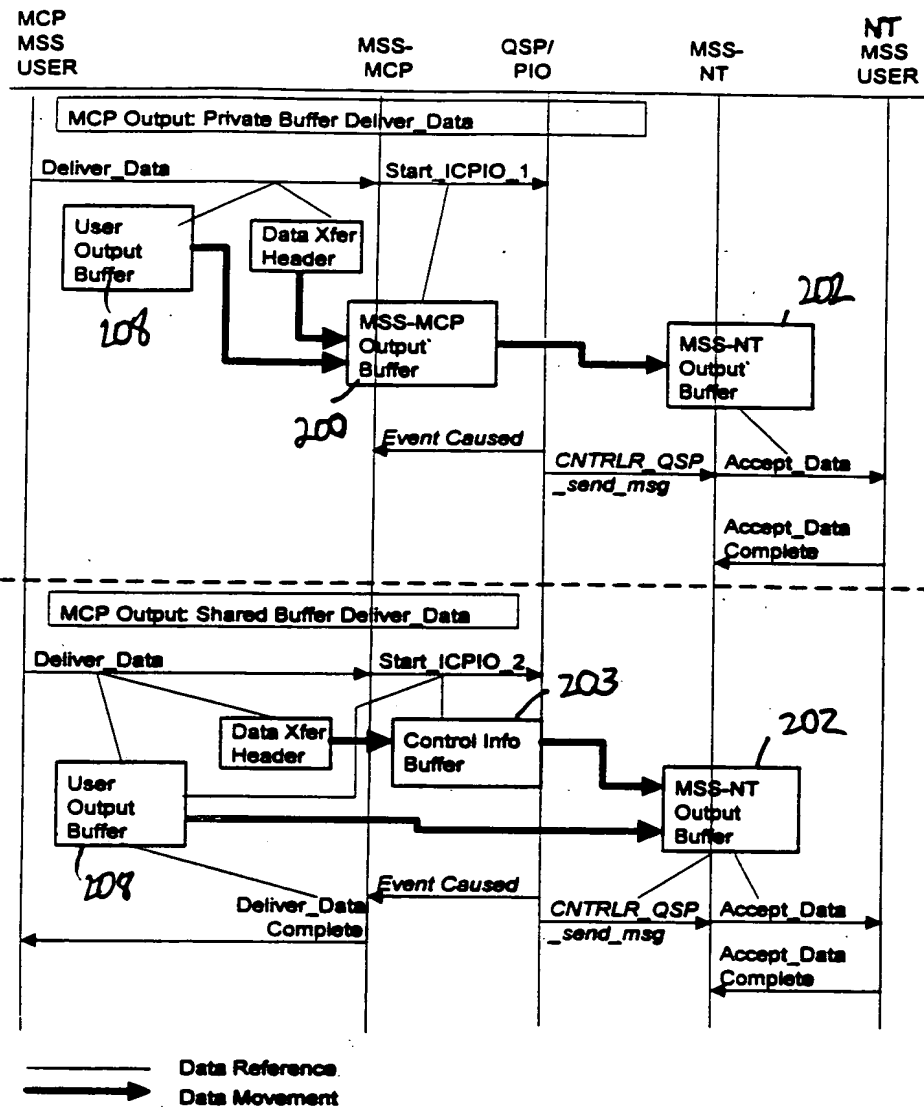 MCP
MSS
USER
MSS-
MCP
QSP/
PIO
MSS-
NT
NT
MSS
USER
MCP Output: Private Buffer Deliver_Data
Deliver_Data
Start_ICPIO_1
User
Output
Buffer
208
Data Xfer
Header
MSS-MCP
Output
Buffer
200
202
MSS-NT
Output
Buffer
Event Caused
CNTRLR_QSP
_send_msg
Accept_Data
Accept_Data
Complete
MCP Output: Shared Buffer Deliver_Data
Deliver_Data
Start_ICPIO_2
203
Data Xfer
Header
Control Info
Buffer
202
User
Output
Buffer
208
MSS-NT
Output
Buffer
Event Caused
Deliver_Data
Complete
CNTRLR_QSP
_send_msg
Accept_Data
Accept_Data
Complete
Data Reference
Data Movement